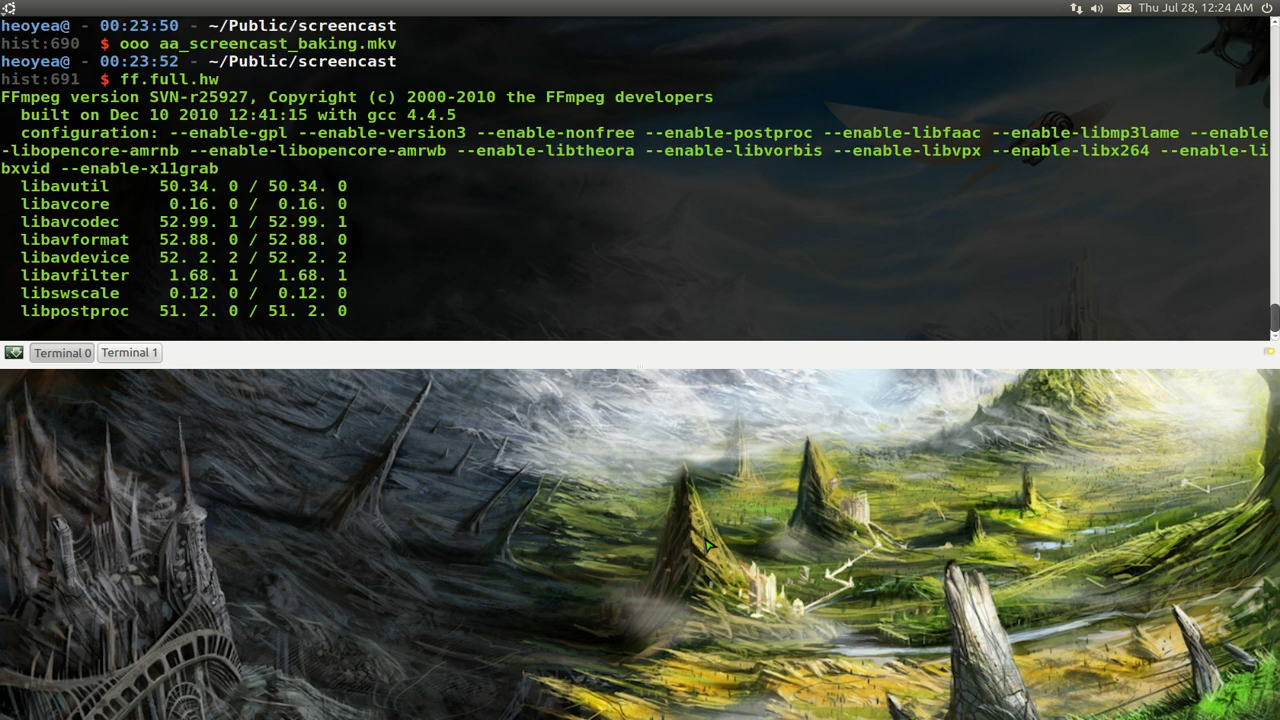 Thu Jul 28, 12:24 AM
heoyea@ - 00:23:50 - ~/Public/screencast
hist:690  $ ooo aa_screencast_baking.mkv
heoyea@ - 00:23:52 - ~/Public/screencast
hist:691  $ ff.full.hw
FFmpeg version SVN-r25927, Copyright (c) 2000-2010 the FFmpeg developers
  built on Dec 10 2010 12:41:15 with gcc 4.4.5
  configuration: --enable-gpl --enable-version3 --enable-nonfree --enable-postproc --enable-libfaac --enable-libmp3lame --enable
-libopencore-amrnb --enable-libopencore-amrwb --enable-libtheora --enable-libvorbis --enable-libvpx --enable-libx264 --enable-li
bxvid --enable-x11grab
  libavutil     50.34. 0 / 50.34. 0
  libavcore      0.16. 0 /  0.16. 0
  libavcodec    52.99. 1 / 52.99. 1
  libavformat   52.88. 0 / 52.88. 0
  libavdevice   52. 2. 2 / 52. 2. 2
  libavfilter    1.68. 1 /  1.68. 1
  libswscale     0.12. 0 /  0.12. 0
  libpostproc   51. 2. 0 / 51. 2. 0
Terminal 0 Terminal 1